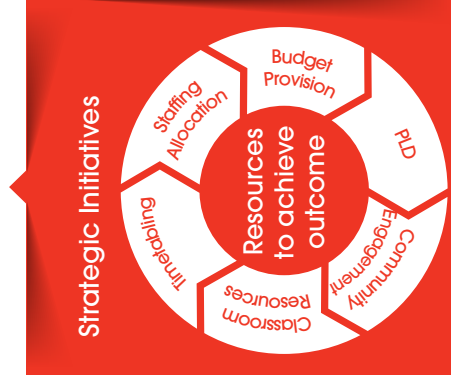 Strategic Initiatives
Resources
to achieve
outcome
Budget
Provision
PLD
Community
Engagement
Classroom
Resources
Timetabling
Staffing
Allocation